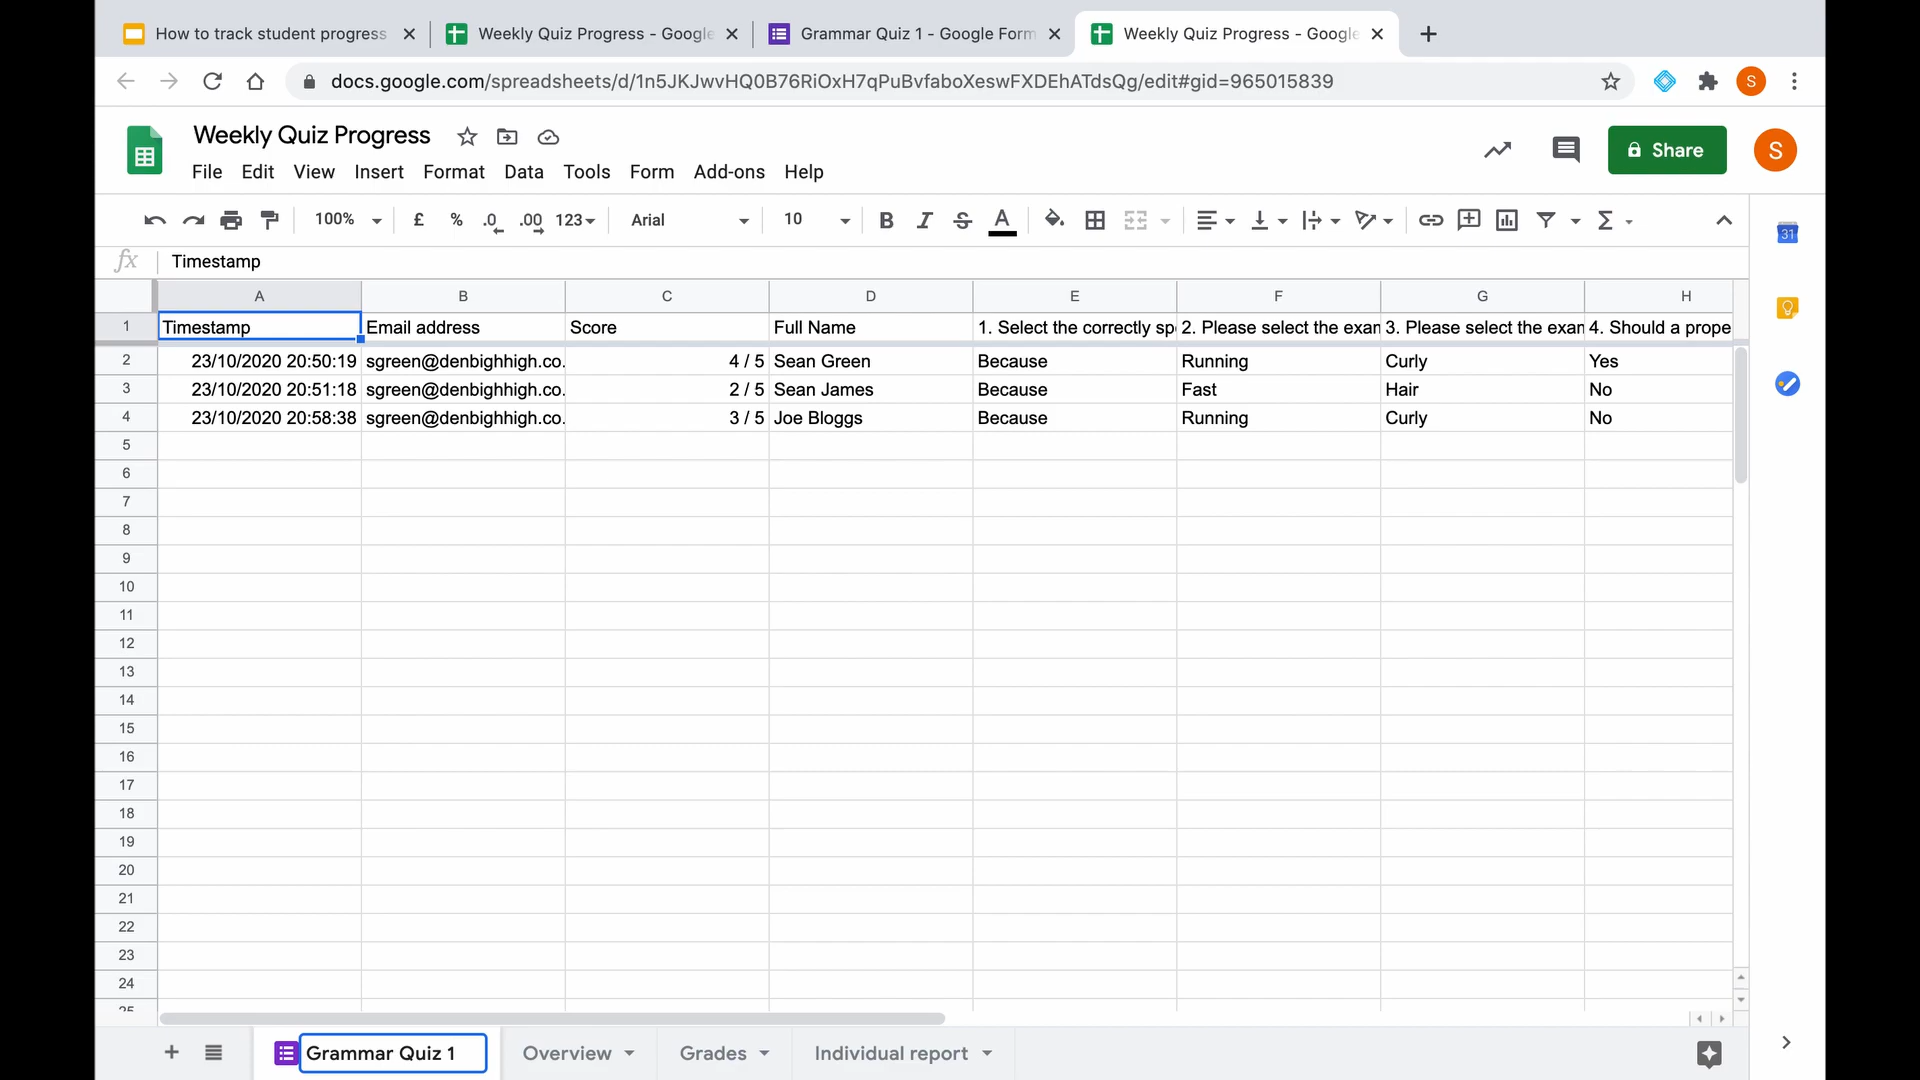 How to track student progress
Weekly Quiz Progress - Google
Grammar Quiz 1 - Google Form
Weekly Quiz Progress - Google
docs.google.com/spreadsheets/d/1n5JKJwvHQ0B76RiOxH7qPuBvfaboXeswFXDEhATdsQg/edit#gid=965015839
S
Weekly Quiz Progress
File Edit View Insert Format Data Tools Form Add-ons Help
Share
S
100% £ % .0 .00 123 Arial 10 B I S A Σ
31
fx Timestamp
A B C D E F G H
1 Timestamp Email address Score Full Name 1. Select the correctly sp 2. Please select the exan 3. Please select the exan 4. Should a prope
2 23/10/2020 20:50:19 sgreen@denbighhigh.co. 4 / 5 Sean Green Because Running Curly Yes
3 23/10/2020 20:51:18 sgreen@denbighhigh.co. 2 / 5 Sean James Because Fast Hair No
4 23/10/2020 20:58:38 sgreen@denbighhigh.co. 3 / 5 Joe Bloggs Because Running Curly No
5
6
7
8
9
10
11
12
13
14
15
16
17
18
19
20
21
22
23
24
25
Grammar Quiz 1 Overview Grades Individual report